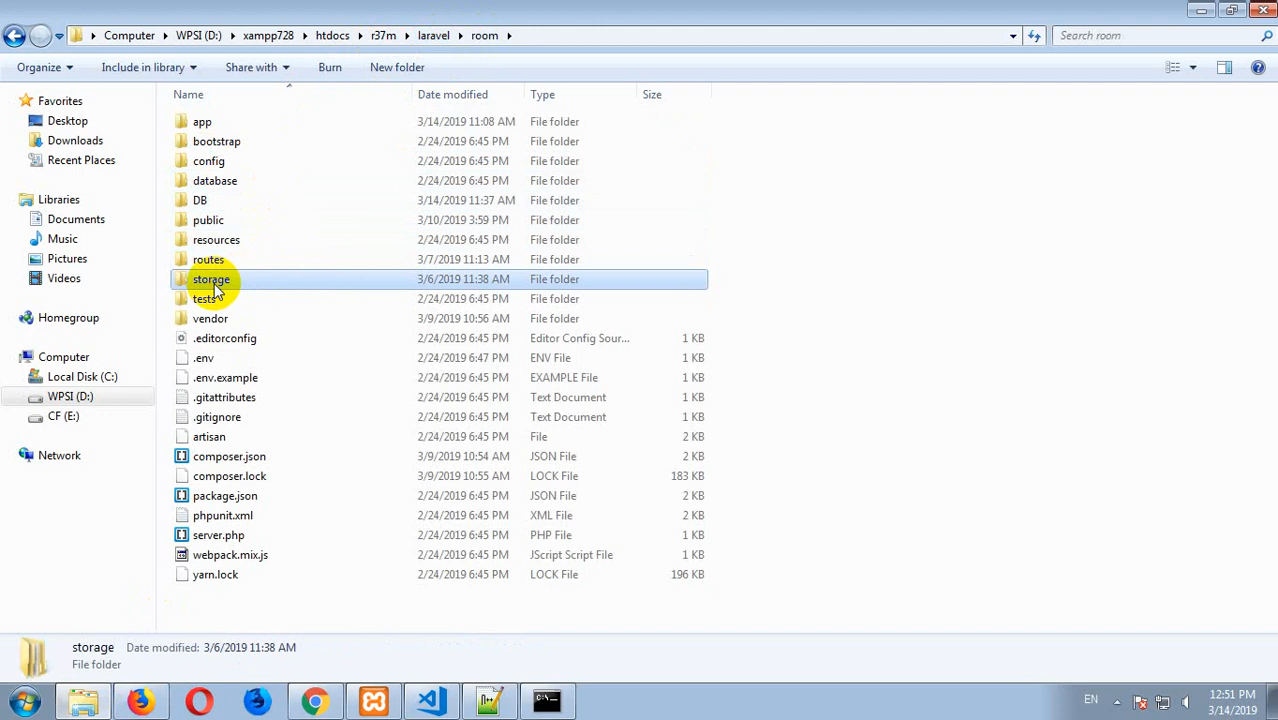 Computer WPSI (D:) xampp728 htdocs r37m laravel room Search room
Organize Include in library Share with Burn New folder
Name Date modified Type Size
Favorites
Desktop
Downloads
Recent Places
Libraries
Documents
Music
Pictures
Videos
Homegroup
Computer
Local Disk (C:)
WPSI (D:)
CF (E:)
Network
app 3/14/2019 11:08 AM File folder
bootstrap 2/24/2019 6:45 PM File folder
config 2/24/2019 6:45 PM File folder
database 2/24/2019 6:45 PM File folder
DB 3/14/2019 11:37 AM File folder
public 3/10/2019 3:59 PM File folder
resources 2/24/2019 6:45 PM File folder
routes 3/7/2019 11:13 AM File folder
storage 3/6/2019 11:38 AM File folder
tests 2/24/2019 6:45 PM File folder
vendor 3/9/2019 10:56 AM File folder
.editorconfig 2/24/2019 6:45 PM Editor Config Sour... 1 KB
.env 2/24/2019 6:47 PM ENV File 1 KB
.env.example 2/24/2019 6:45 PM EXAMPLE File 1 KB
.gitattributes 2/24/2019 6:45 PM Text Document 1 KB
.gitignore 2/24/2019 6:45 PM Text Document 1 KB
artisan 2/24/2019 6:45 PM File 2 KB
composer.json 3/9/2019 10:54 AM JSON File 2 KB
composer.lock 3/9/2019 10:55 AM LOCK File 183 KB
package.json 2/24/2019 6:45 PM JSON File 2 KB
phpunit.xml 2/24/2019 6:45 PM XML File 2 KB
server.php 2/24/2019 6:45 PM PHP File 1 KB
webpack.mix.js 2/24/2019 6:45 PM JScript Script File 1 KB
yarn.lock 2/24/2019 6:45 PM LOCK File 196 KB
storage Date modified: 3/6/2019 11:38 AM
File folder
EN 12:51 PM
3/14/2019